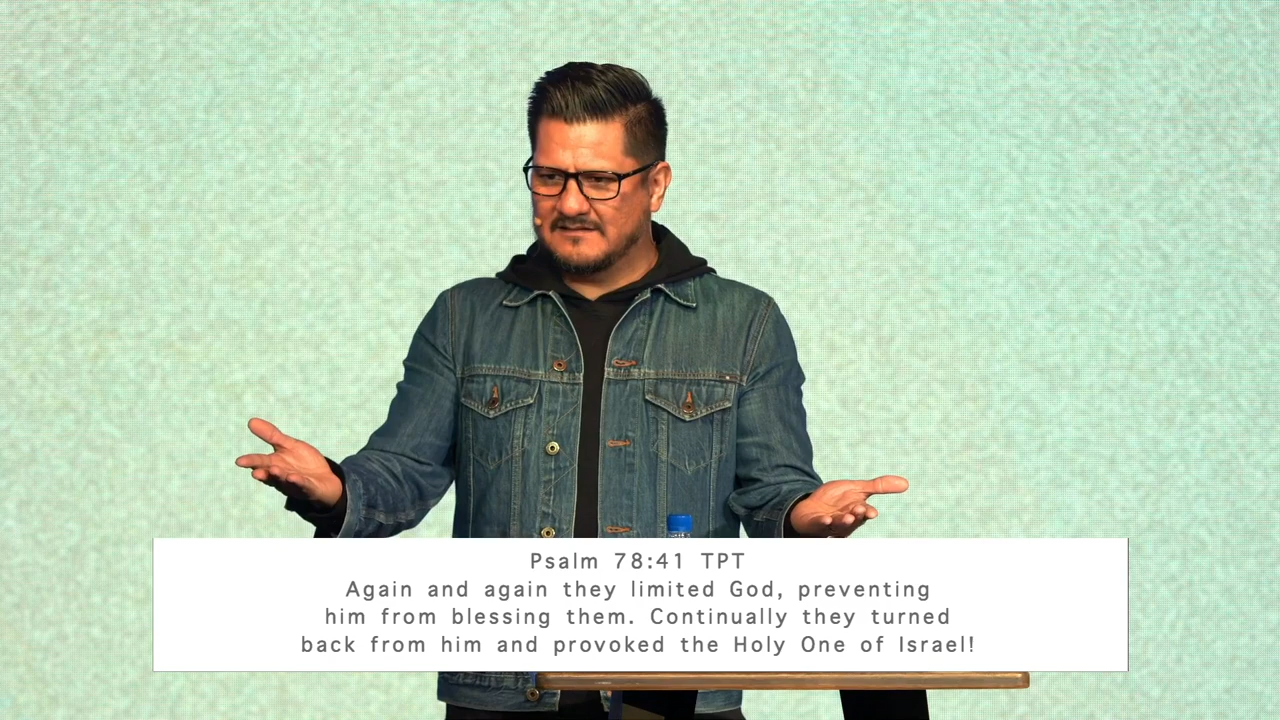 Psalm 78:41 TPT
Again and again they limited God, preventing
him from blessing them. Continually they turned
back from him and provoked the Holy One of Israel!